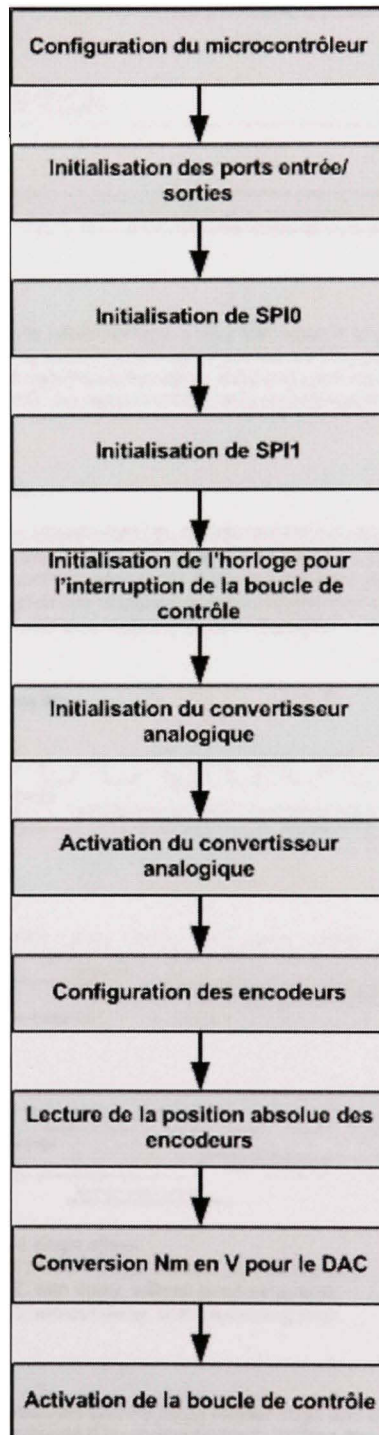 Configuration du microcontrôleur
Initialisation des ports entrée/
sorties
Initialisation de SPI0
Initialisation de SPI1
Initialisation de l'horloge pour
l'interruption de la boucle de
contrôle
Initialisation du convertisseur
analogique
Activation du convertisseur
analogique
Configuration des encodeurs
Lecture de la position absolue des
encodeurs
Conversion Nm en V pour le DAC
Activation de la boucle de contrôle